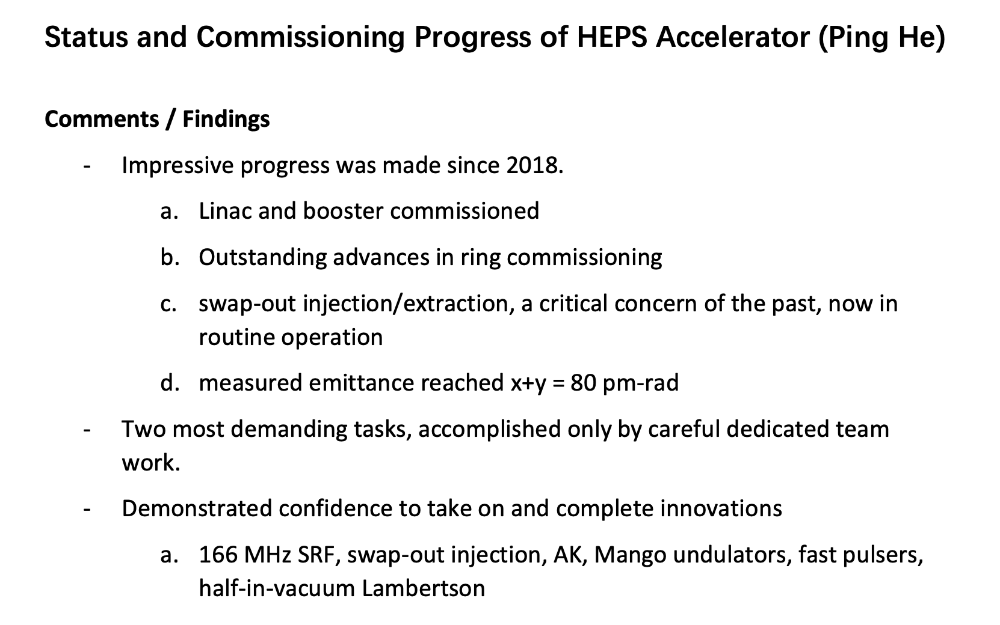 Status and Commissioning Progress of HEPS Accelerator (Ping He)
Comments / Findings
- Impressive progress was made since 2018.
a. Linac and booster commissioned
b. Outstanding advances in ring commissioning
c. swap-out injection/extraction, a critical concern of the past, now in
routine operation
d. measured emittance reached x+y = 80 pm-rad
- Two most demanding tasks, accomplished only by careful dedicated team
work.
- Demonstrated confidence to take on and complete innovations
a. 166 MHz SRF, swap-out injection, AK, Mango undulators, fast pulsers,
half-in-vacuum Lambertson